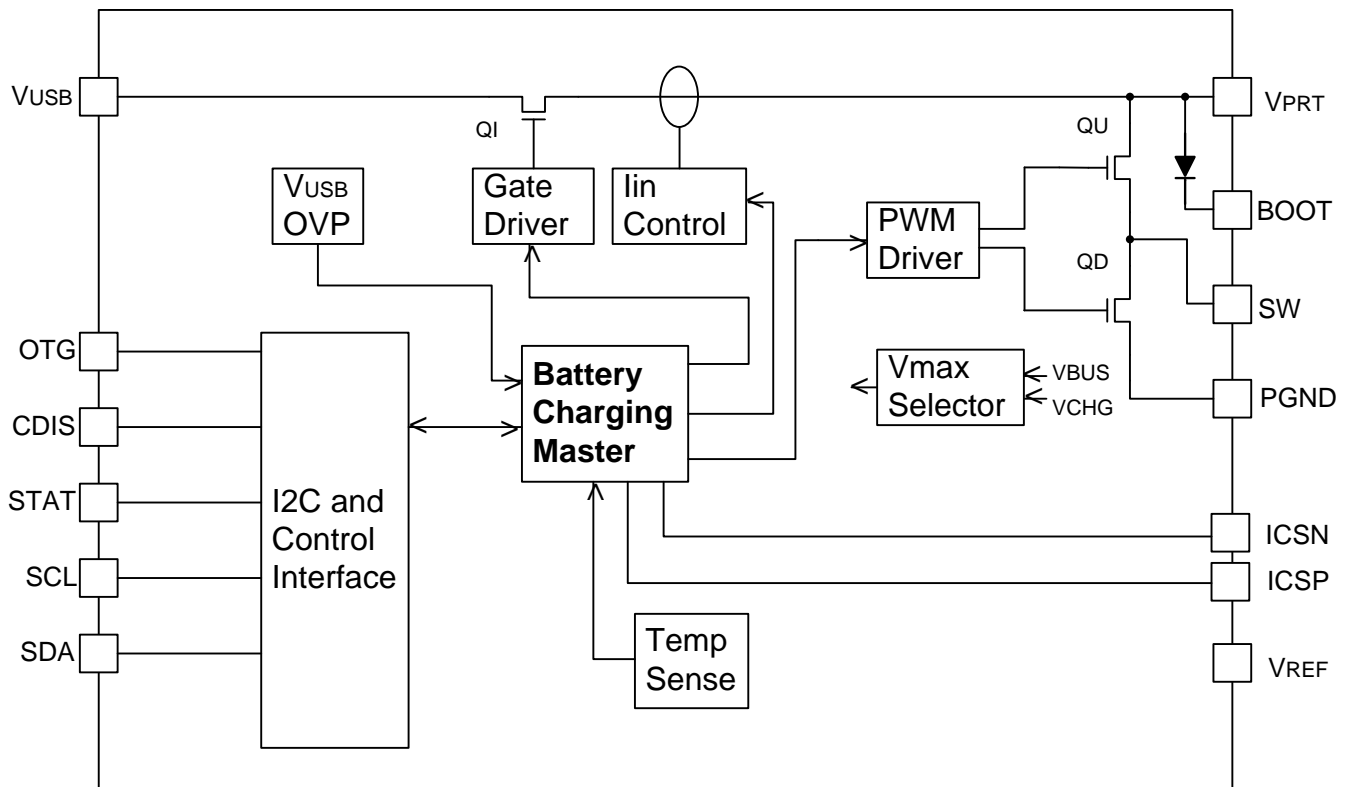 VUSB
QI
QU
VPRT
VUSB
OVP
Gate
Driver
Iin
Control
PWM
Driver
BOOT
QD
SW
OTG
Battery
Charging
Master
Vmax
Selector
VBUS
VCHG
PGND
CDIS
STAT
I2C and
Control
Interface
ICSN
SCL
ICSP
SDA
Temp
Sense
VREF